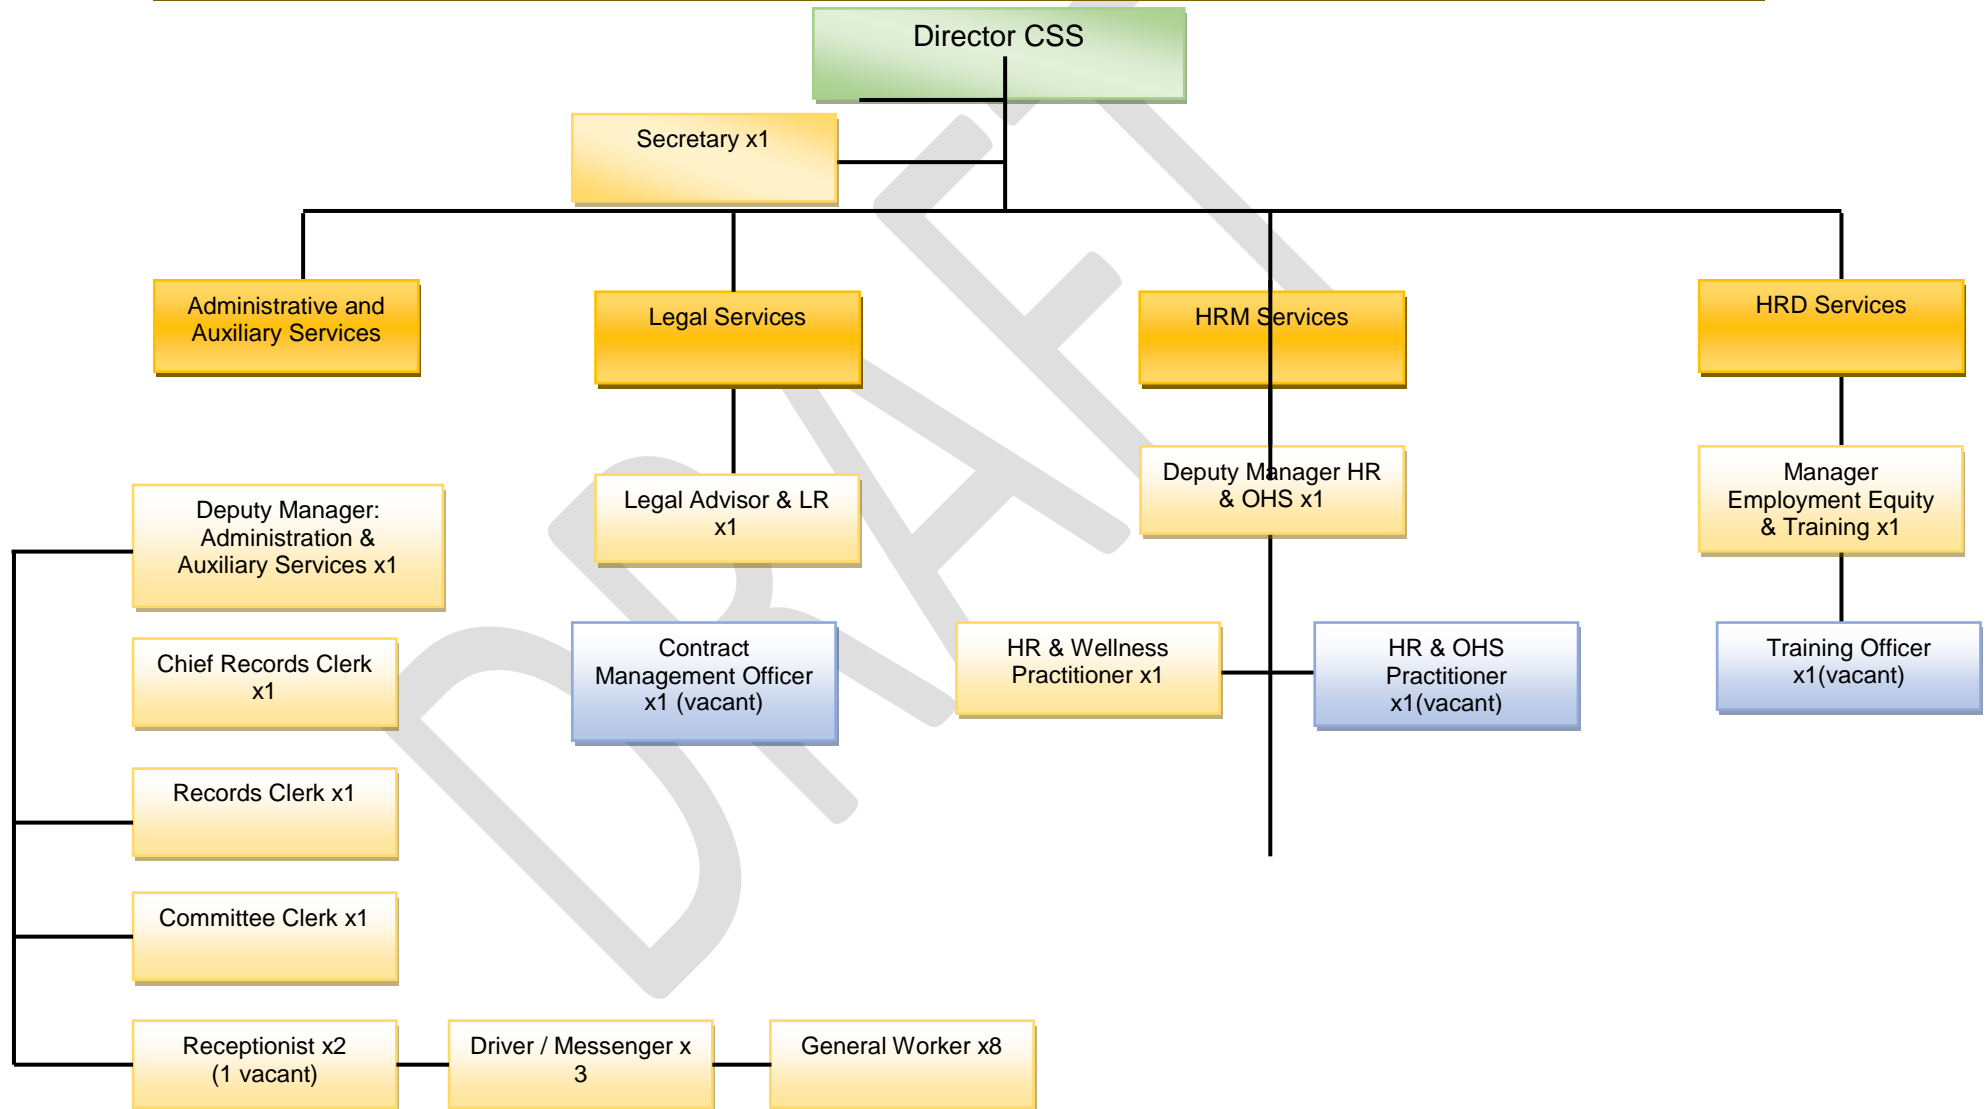 Director CSS
Secretary x1
Administrative and
Auxiliary Services
Legal Services
HRM Services
HRD Services
Deputy Manager:
Administration &
Auxiliary Services x1
Legal Advisor & LR
x1
Deputy Manager HR
& OHS x1
Manager
Employment Equity
& Training x1
Chief Records Clerk
x1
Contract
Management Officer
x1 (vacant)
HR & Wellness
Practitioner x1
HR & OHS
Practitioner
x1(vacant)
Training Officer
x1(vacant)
Records Clerk x1
Committee Clerk x1
Receptionist x2
(1 vacant)
Driver / Messenger x
3
General Worker x8
DRAFT